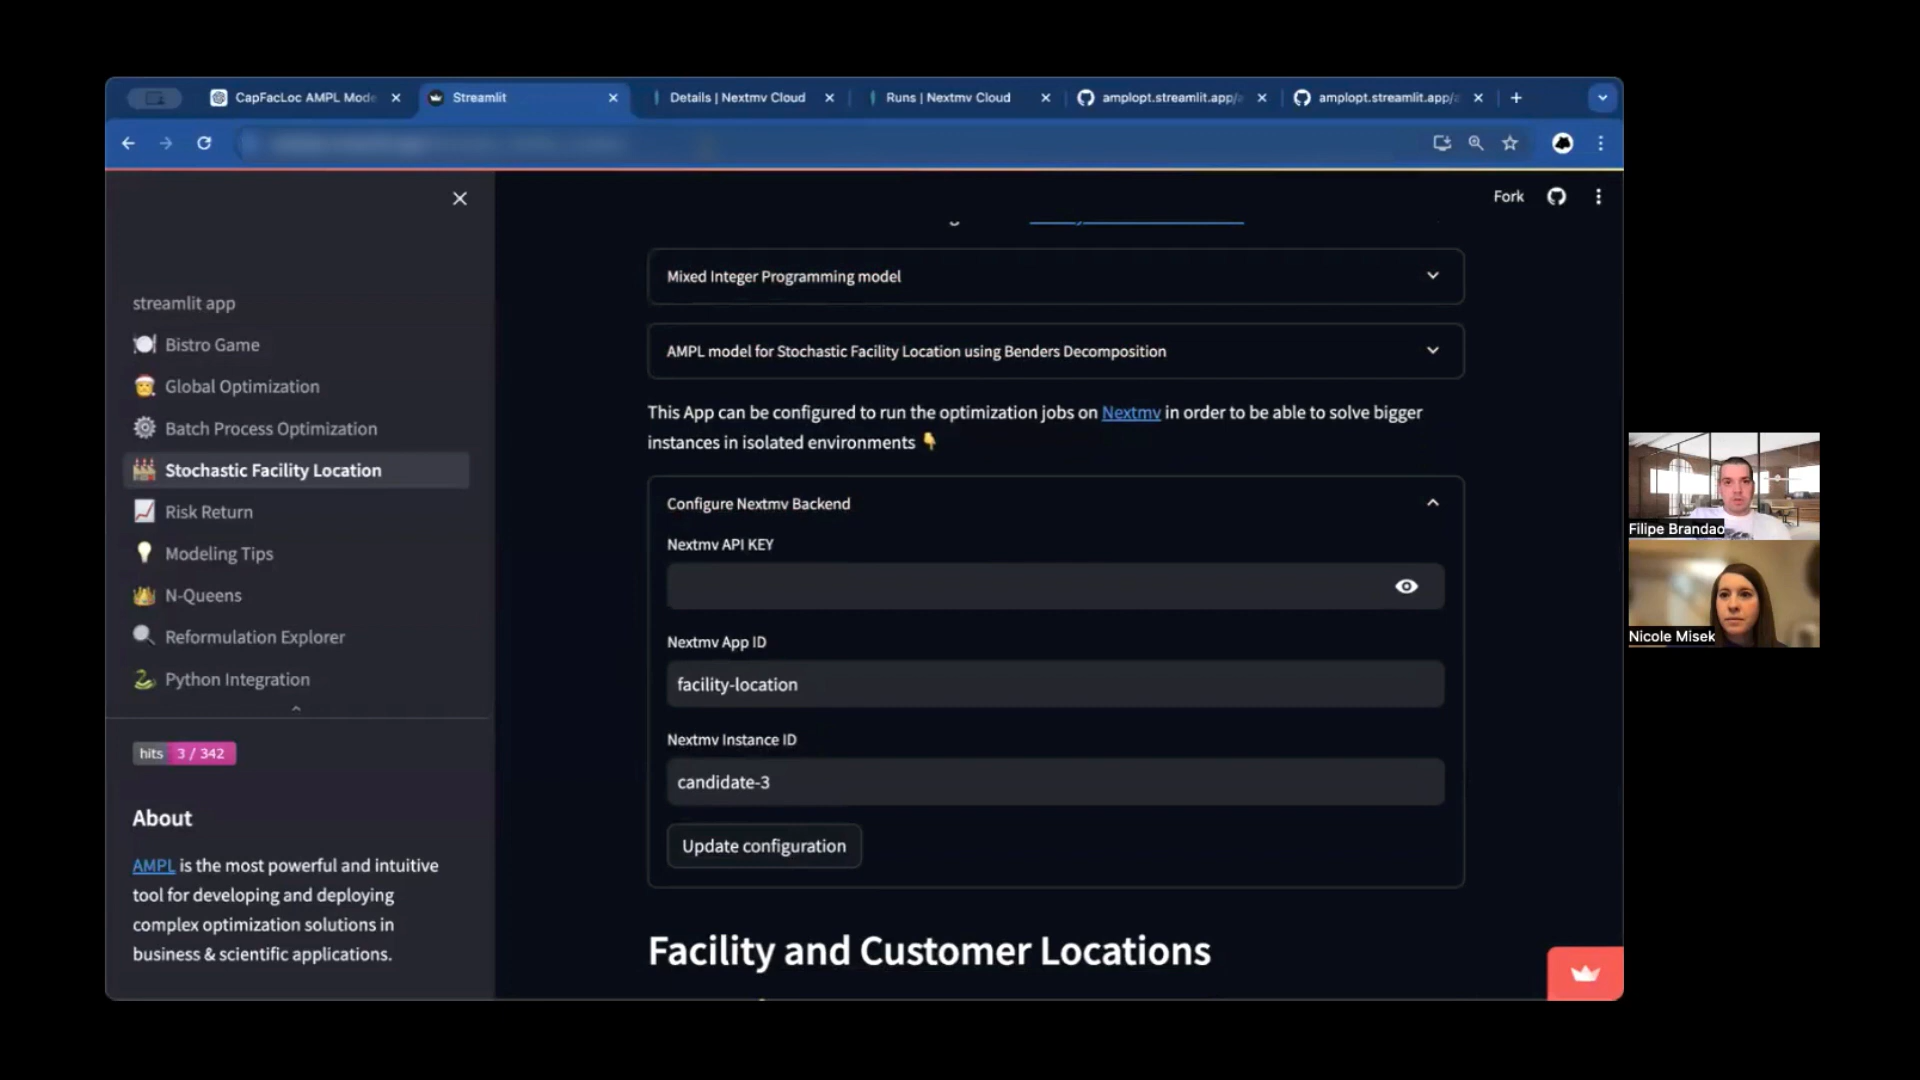 CapFacLoc AMPL Mode
Streamlit
Details | Nextmv Cloud
Runs | Nextmv Cloud
amplopt.streamlit.app/
amplopt.streamlit.app/
Fork
streamlit app
Bistro Game
Global Optimization
Batch Process Optimization
Stochastic Facility Location
Risk Return
Modeling Tips
N-Queens
Reformulation Explorer
Python Integration
hits 3 / 342
About
AMPL is the most powerful and intuitive
tool for developing and deploying
complex optimization solutions in
business & scientific applications.
Mixed Integer Programming model
AMPL model for Stochastic Facility Location using Benders Decomposition
This App can be configured to run the optimization jobs on Nextmv in order to be able to solve bigger
instances in isolated environments 👇
Configure Nextmv Backend
Nextmv API KEY
Nextmv App ID
facility-location
Nextmv Instance ID
candidate-3
Update configuration
Facility and Customer Locations
Filipe Brandao
Nicole Misek